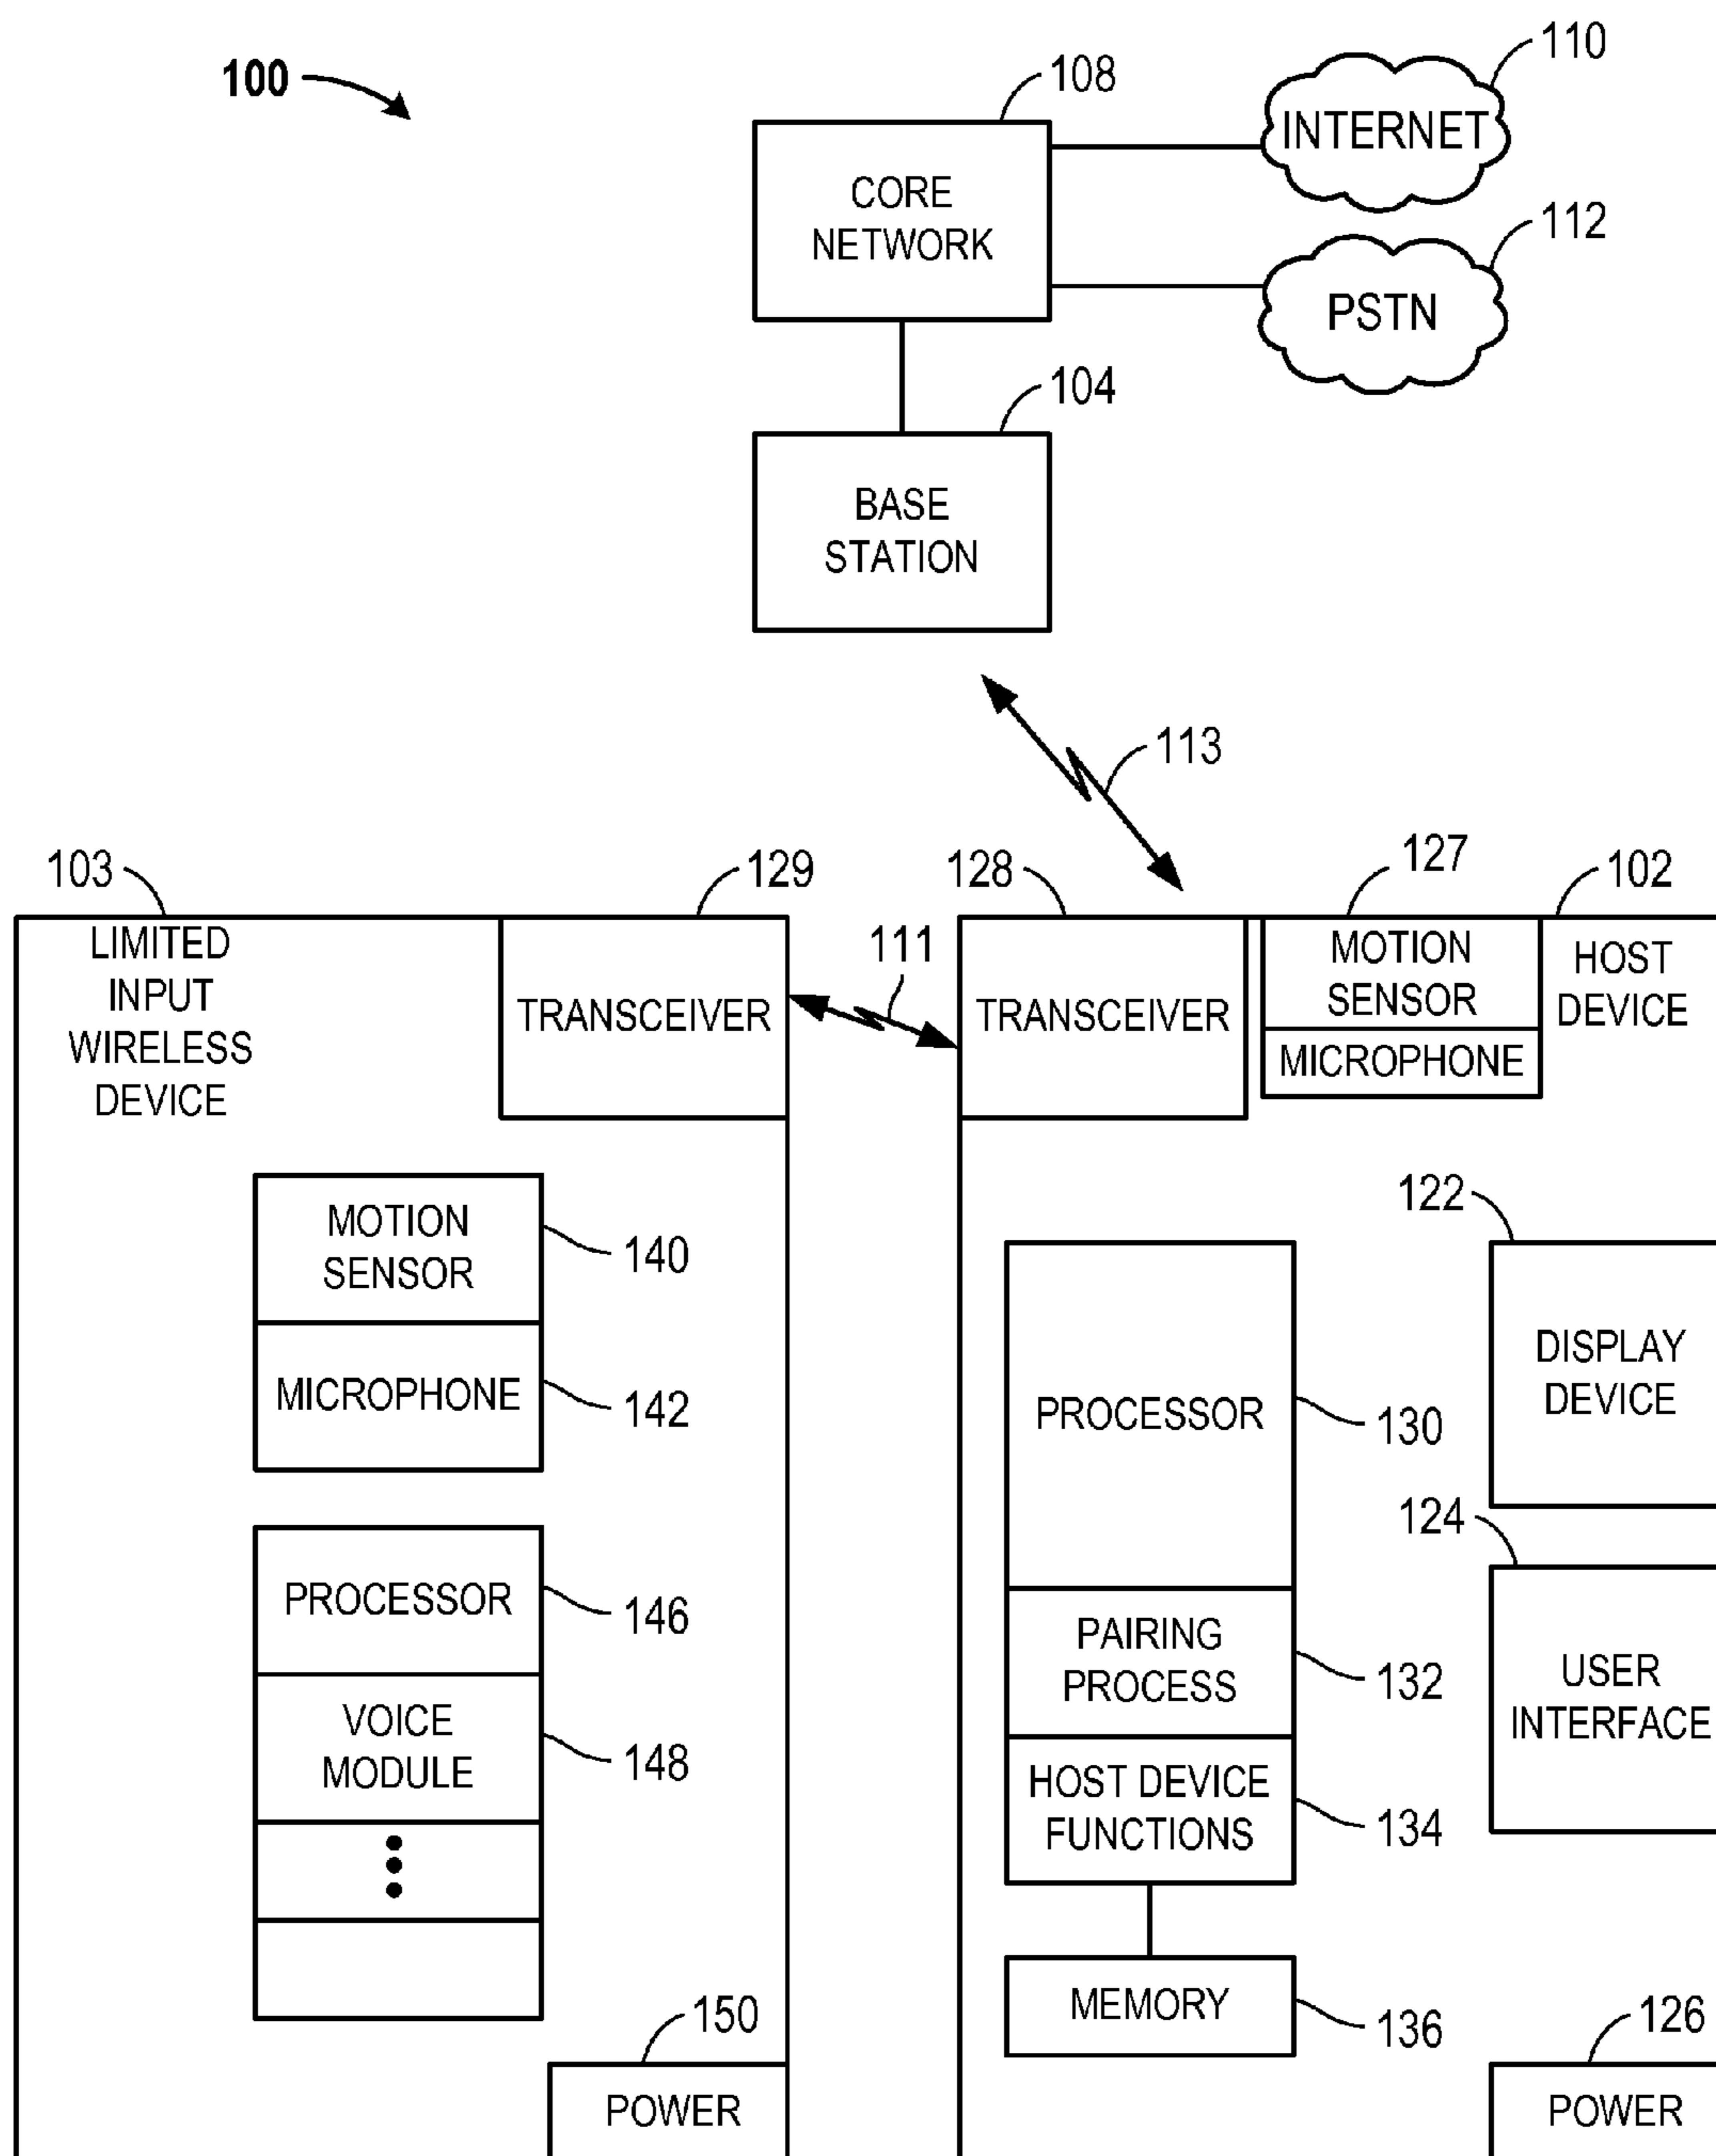 100
108
110
CORE
NETWORK
INTERNET
112
PSTN
104
BASE
STATION
113
103
129
128
127
102
LIMITED
INPUT
WIRELESS
DEVICE
TRANSCEIVER
111
TRANSCEIVER
MOTION
SENSOR
MICROPHONE
HOST
DEVICE
MOTION
SENSOR
140
MICROPHONE
142
PROCESSOR
146
VOICE
MODULE
148
150
POWER
PROCESSOR
130
PAIRING
PROCESS
132
HOST DEVICE
FUNCTIONS
134
MEMORY
136
122
DISPLAY
DEVICE
124
USER
INTERFACE
126
POWER